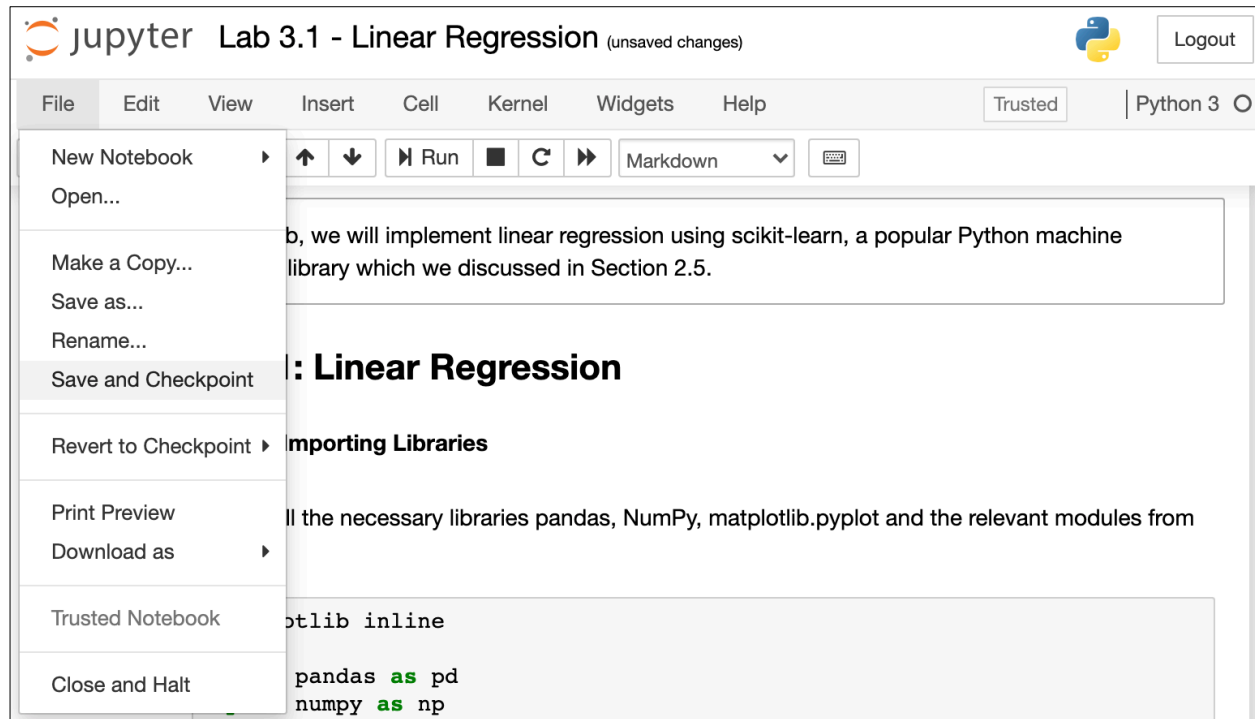 jupyter Lab 3.1 - Linear Regression (unsaved changes) Logout
File Edit View Insert Cell Kernel Widgets Help Trusted Python 3
Run Markdown
New Notebook
Open...
Make a Copy...
Save as...
Rename...
Save and Checkpoint
Revert to Checkpoint
Print Preview
Download as
Trusted Notebook
Close and Halt
b, we will implement linear regression using scikit-learn, a popular Python machine
library which we discussed in Section 2.5.
: Linear Regression
Importing Libraries
ll the necessary libraries pandas, NumPy, matplotlib.pyplot and the relevant modules from
otlib inline
pandas as pd
numpy as np